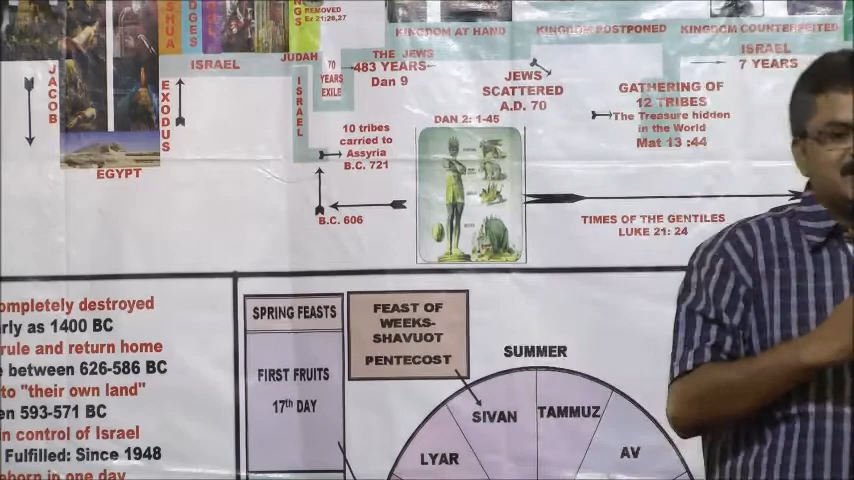 REMOVED
Ex 21:26,27
KINGDOM AT HAND
KINGDOM POSTPONED
KINGDOM COUNTERFEITED
JACOB
EXODUS
EGYPT
ISRAEL
JUDAH
ISRAEL
70
YEARS
EXILE
THE JEWS
483 YEARS
Dan 9
10 tribes
carried to
Assyria
B.C. 721
B.C. 606
DAN 2: 1-45
JEWS
SCATTERED
A.D. 70
GATHERING OF
12 TRIBES
The Treasure hidden
in the World
Mat 13 :44
ISRAEL
7 YEARS
TIMES OF THE GENTILES
LUKE 21: 24
completely destroyed
1400 BC
rule and return home
between 626-586 BC
to "their own land"
593-571 BC
in control of Israel
Fulfilled: Since 1948
in one day
SPRING FEASTS
FIRST FRUITS
17th DAY
FEAST OF
WEEKS-
SHAVUOT
PENTECOST
SUMMER
LYAR
SIVAN
TAMMUZ
AV